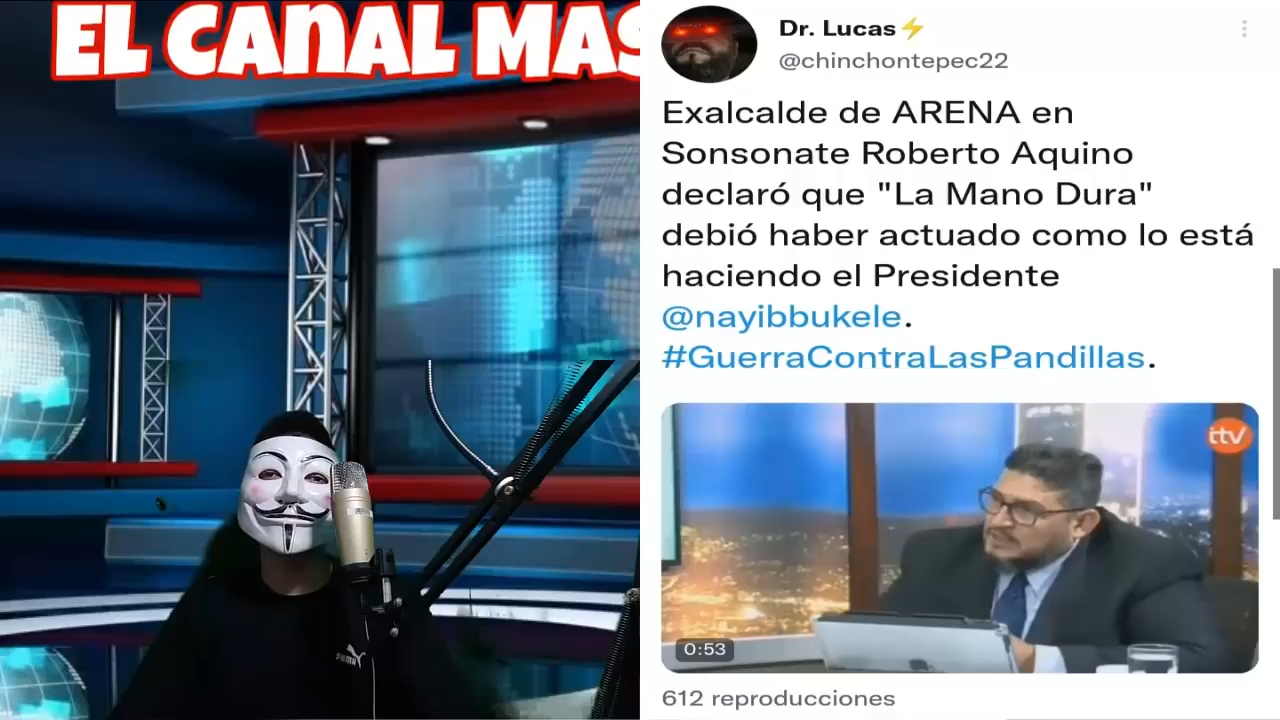 EL CANAL MAS
PUMA
Dr. Lucas⚡
@chinchontepec22
Exalcalde de ARENA en
Sonsonate Roberto Aquino
declaró que "La Mano Dura"
debió haber actuado como lo está
haciendo el Presidente
@nayibbukele.
#GuerraContraLasPandillas.
ttv
0:53
612 reproducciones